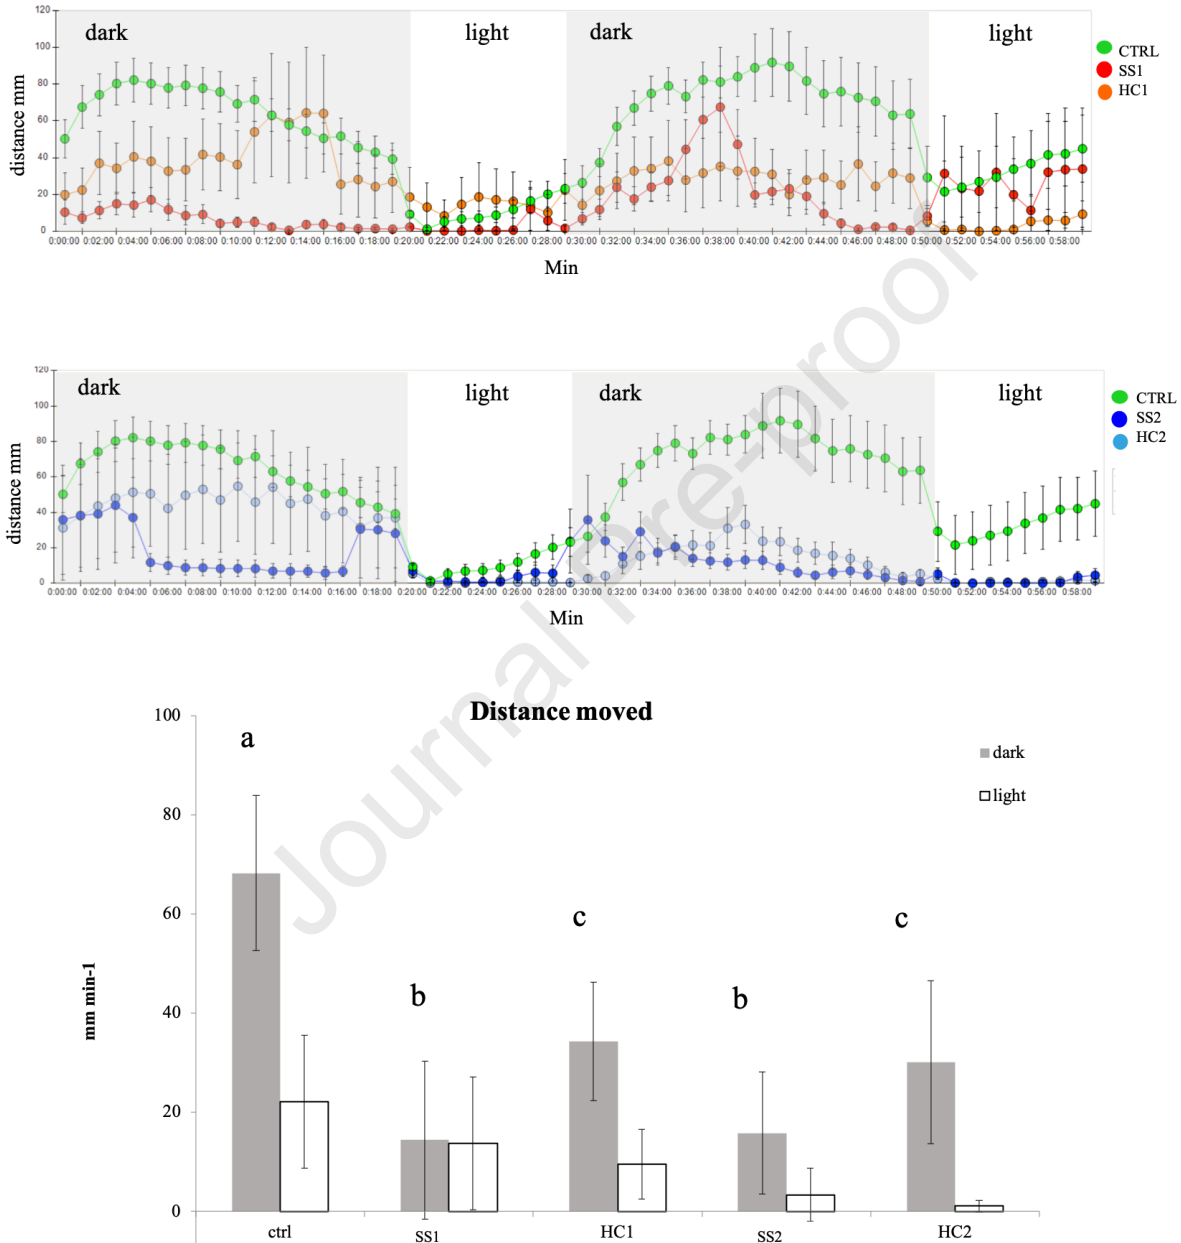 120
100
80
60
40
20
0
distance mm
dark
light
dark
light
CTRL
SS1
HC1
0:00:00 0:02:00 0:04:00 0:06:00 0:08:00 0:10:00 0:12:00 0:14:00 0:16:00 0:18:00 0:20:00 0:22:00 0:24:00 0:26:00 0:28:00 0:30:00 0:32:00 0:34:00 0:36:00 0:38:00 0:40:00 0:42:00 0:44:00 0:46:00 0:48:00 0:50:00 0:52:00 0:54:00 0:56:00 0:58:00
Min
120
100
80
60
40
20
0
distance mm
dark
light
dark
light
CTRL
SS2
HC2
0:00:00 0:02:00 0:04:00 0:06:00 0:08:00 0:10:00 0:12:00 0:14:00 0:16:00 0:18:00 0:20:00 0:22:00 0:24:00 0:26:00 0:28:00 0:30:00 0:32:00 0:34:00 0:36:00 0:38:00 0:40:00 0:42:00 0:44:00 0:46:00 0:48:00 0:50:00 0:52:00 0:54:00 0:56:00 0:58:00
Min
Journal Pre-proof
Distance moved
100
80
60
40
20
0
mm min-1
a
b
c
b
c
dark
light
ctrl
SS1
HC1
SS2
HC2